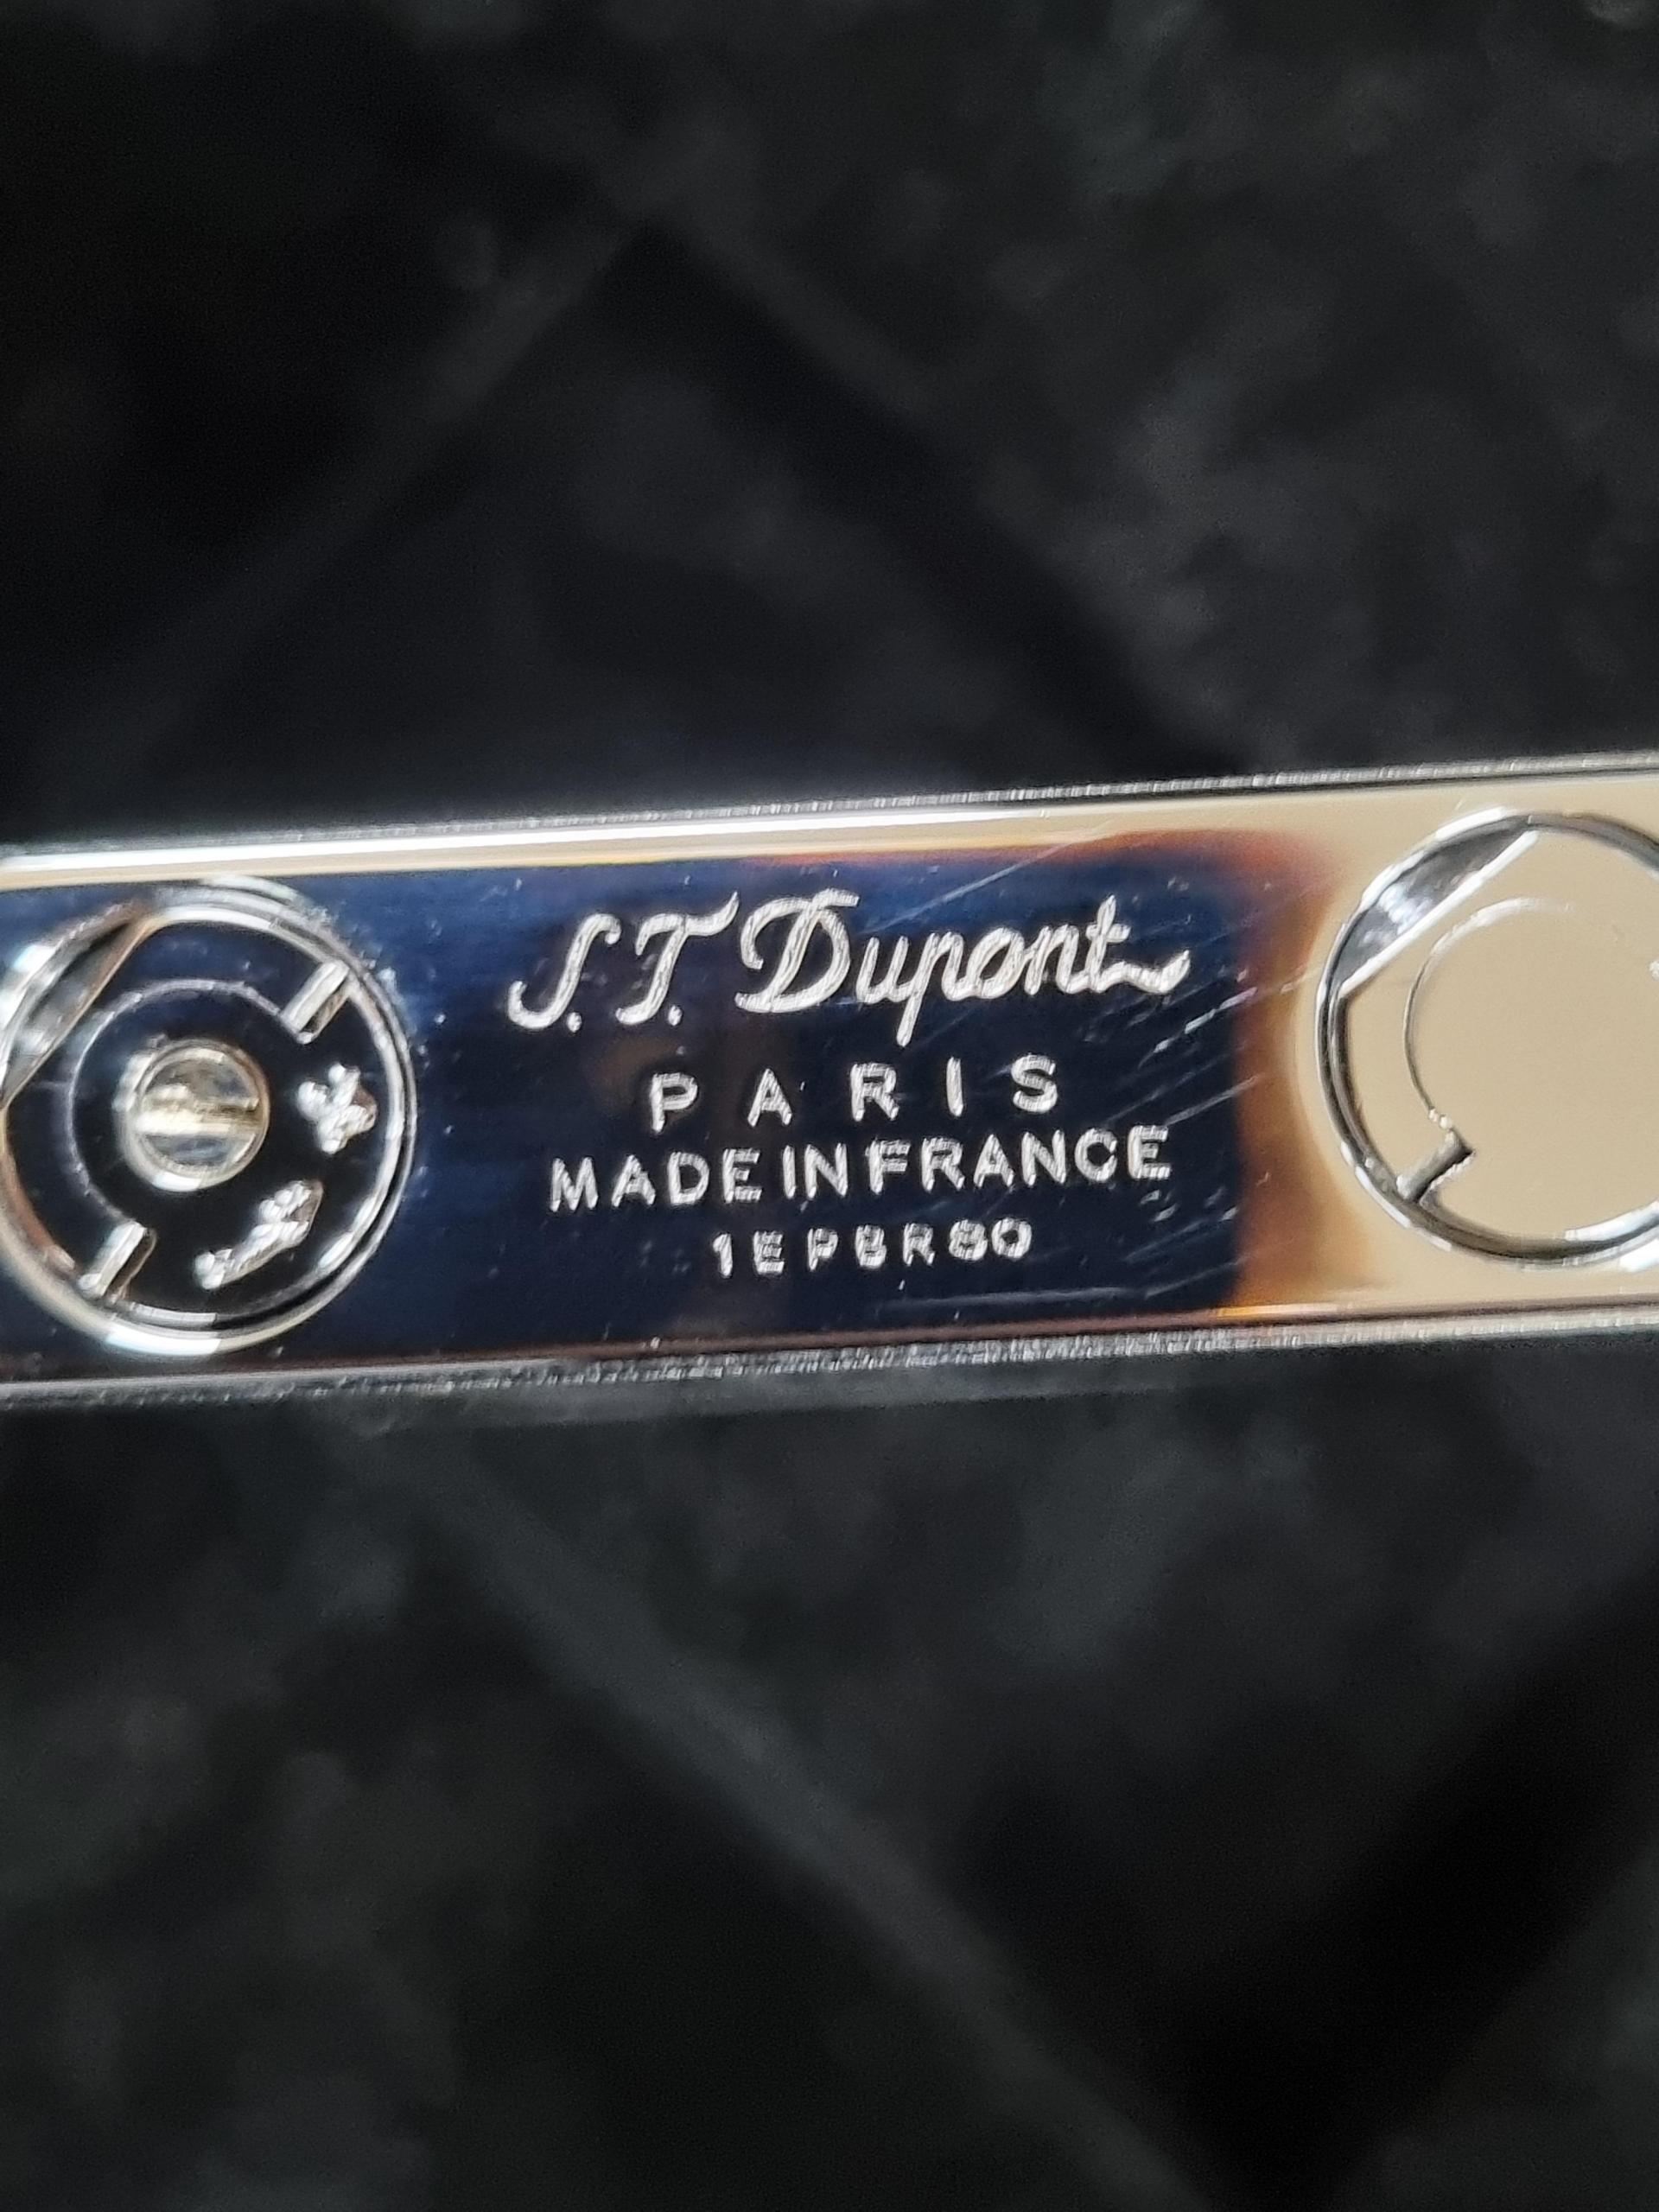 S.T. Dupont
PARIS
MADE IN FRANCE
1EPBR80